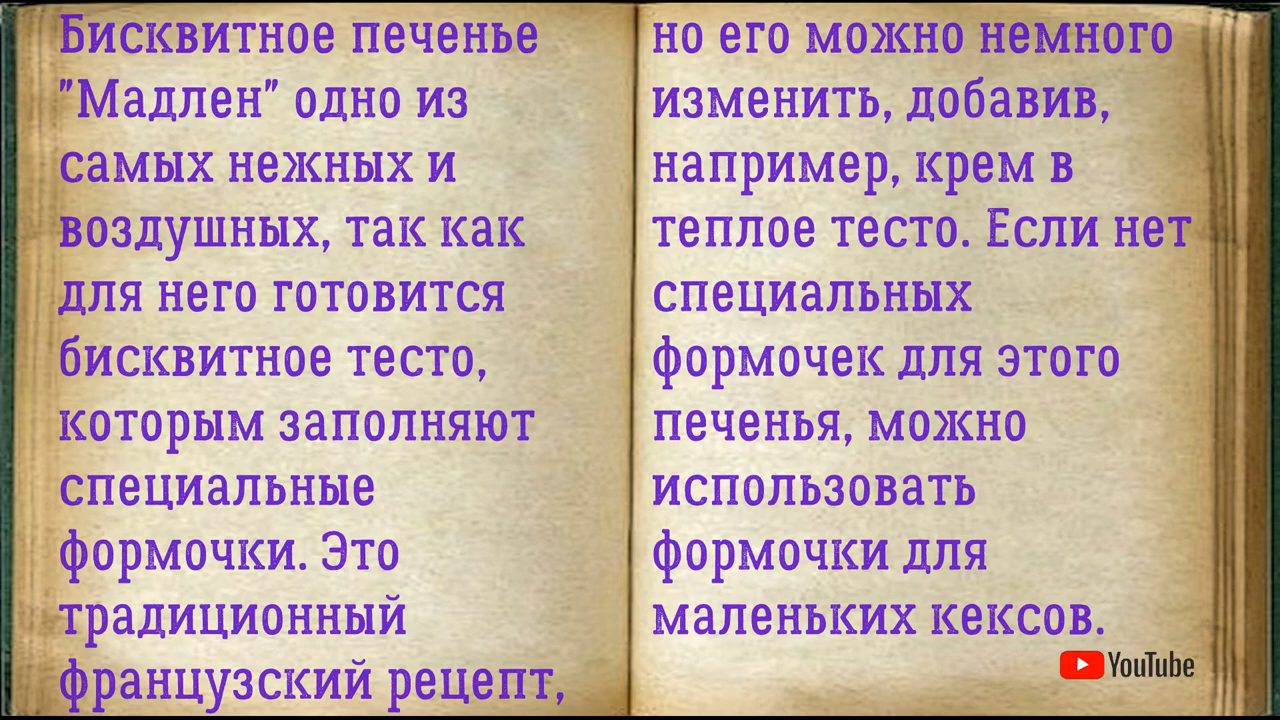 Бисквитное печенье
"Мадлен" одно из
самых нежных и
воздушных, так как
для него готовится
бисквитное тесто,
которым заполняют
специальные
формочки. Это
традиционный
французский рецепт,
но его можно немного
изменить, добавив,
например, крем в
теплое тесто. Если нет
специальных
формочек для этого
печенья, можно
использовать
формочки для
маленьких кексов.
YouTube